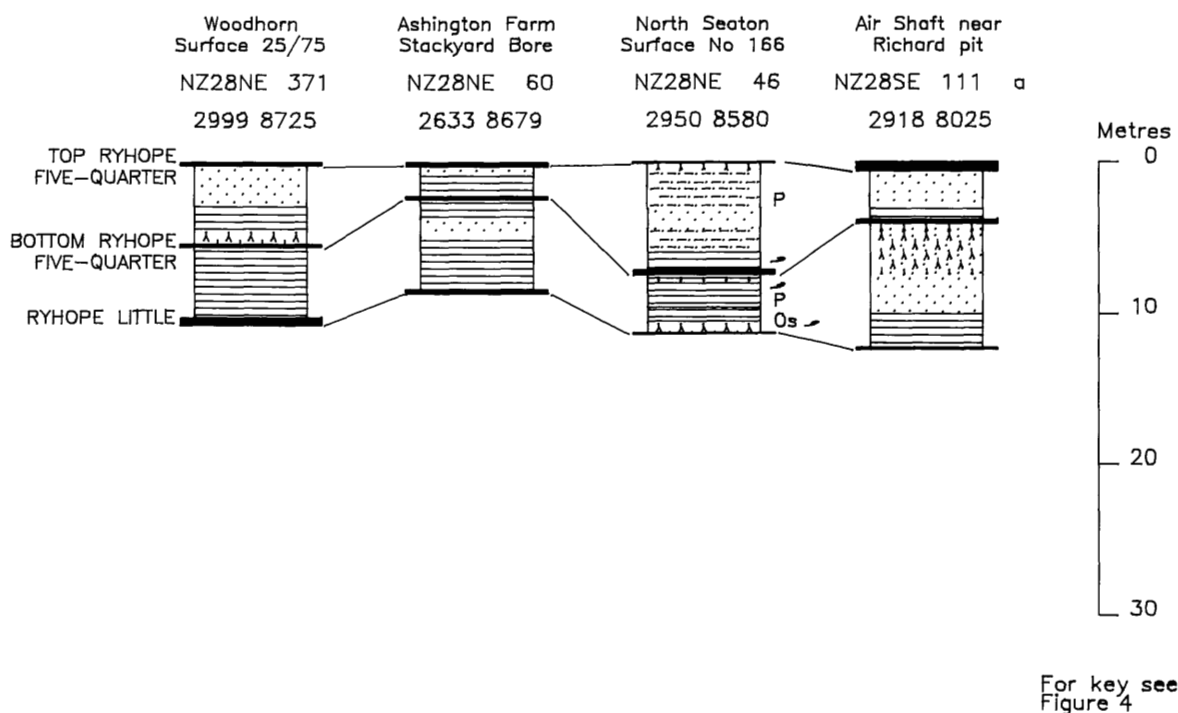 Woodhorn
Surface 25/75
NZ28NE 371
2999 8725
Ashington Farm
Stackyard Bore
NZ28NE 60
2633 8679
North Seaton
Surface No 166
NZ28NE 46
2950 8580
Air Shaft near
Richard pit
NZ28SE 111 a
2918 8025
TOP RYHOPE
FIVE-QUARTER
BOTTOM RYHOPE
FIVE-QUARTER
RYHOPE LITTLE
P
P
Os
Metres
0
10
20
30
For key see
Figure 4